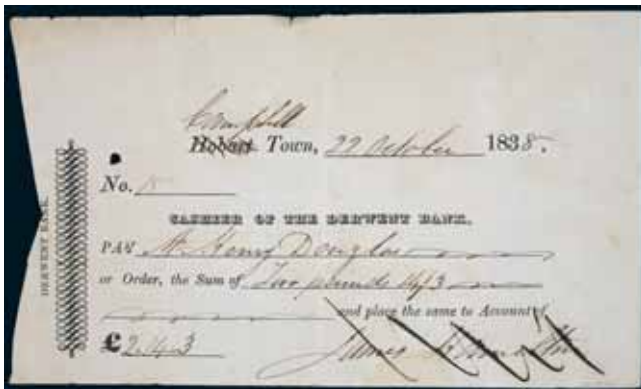 Campbell
Hobart Town, 22 October 1838.
No.
CASHIER OF THE DERWENT BANK,
PAY Mr Henry Douglas
or Order, the Sum of Two pounds 4/3
and place the same to Account of
£ 2.4.3
James
DERWENT BANK.